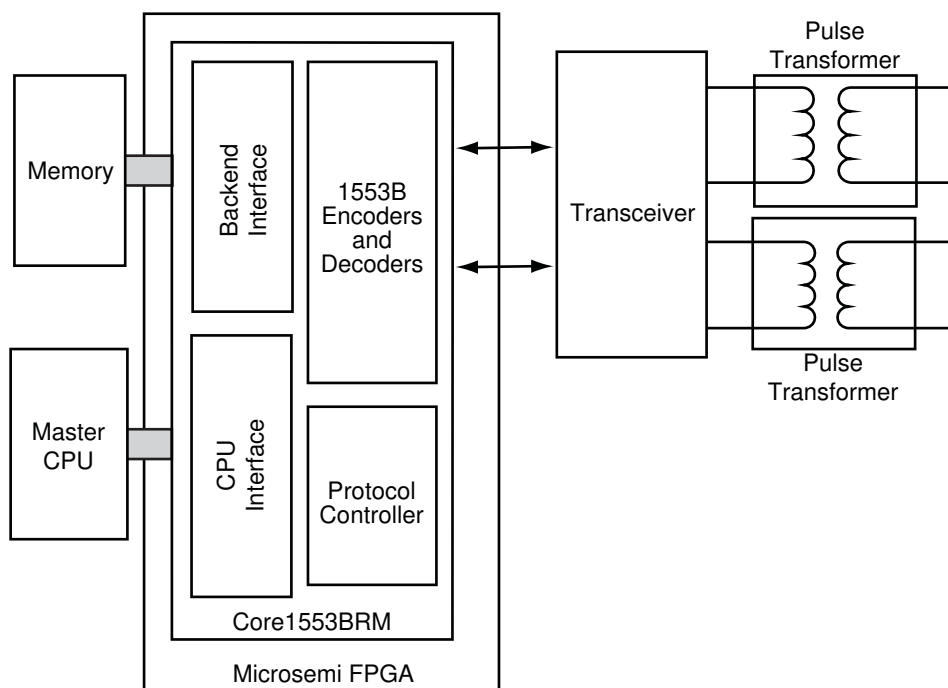 Memory
Master
CPU
Backend
Interface
CPU
Interface
1553B
Encoders
and
Decoders
Protocol
Controller
Core1553BRM
Microsemi FPGA
Transceiver
Pulse
Transformer
Pulse
Transformer